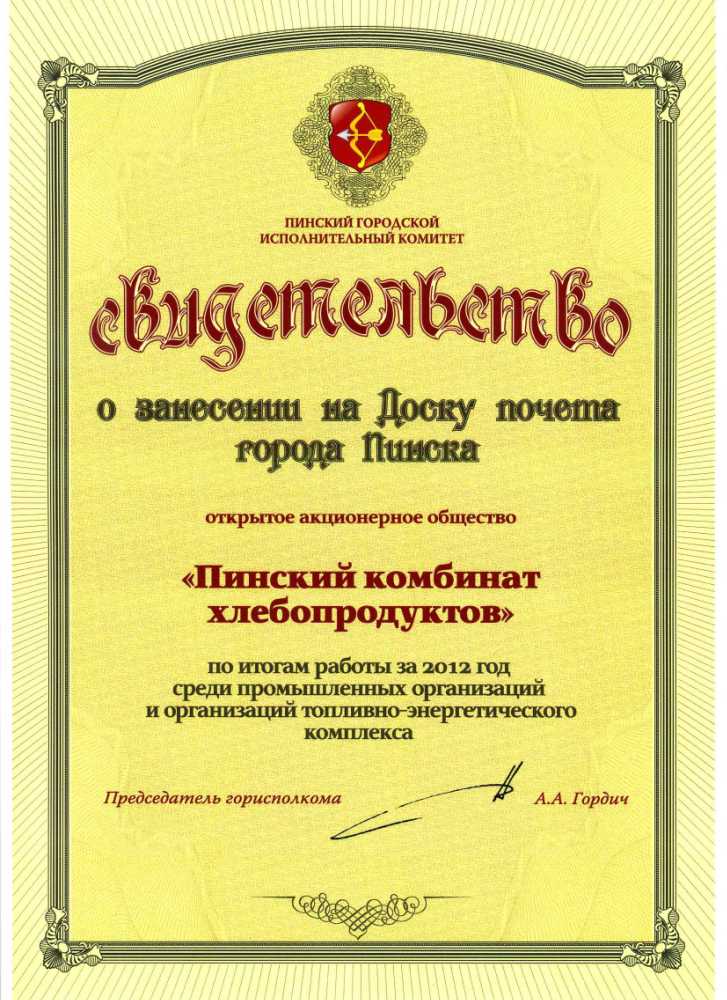 ПИНСКИЙ ГОРОДСКОЙ
ИСПОЛНИТЕЛЬНЫЙ КОМИТЕТ
свидетельство
о занесении на Доску почета
города Пинска
открытое акционерное общество
«Пинский комбинат
хлебопродуктов»
по итогам работы за 2012 год
среди промышленных организаций
и организаций топливно-энергетического
комплекса
Председатель горисполкома А.А. Гордич